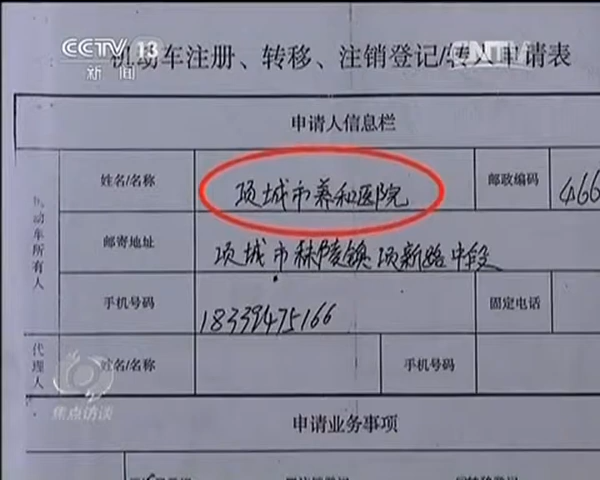 CCTV 13
新闻
CNTV
机动车注册、转移、注销登记/转入申请表
申请人信息栏
机动车所有人
姓名/名称 项城市 和医院 邮政编码 466
邮寄地址 项城市秣陵镇项新路中段
手机号码 18339475166 固定电话
代理人
姓名/名称 手机号码
焦点访谈
申请业务事项